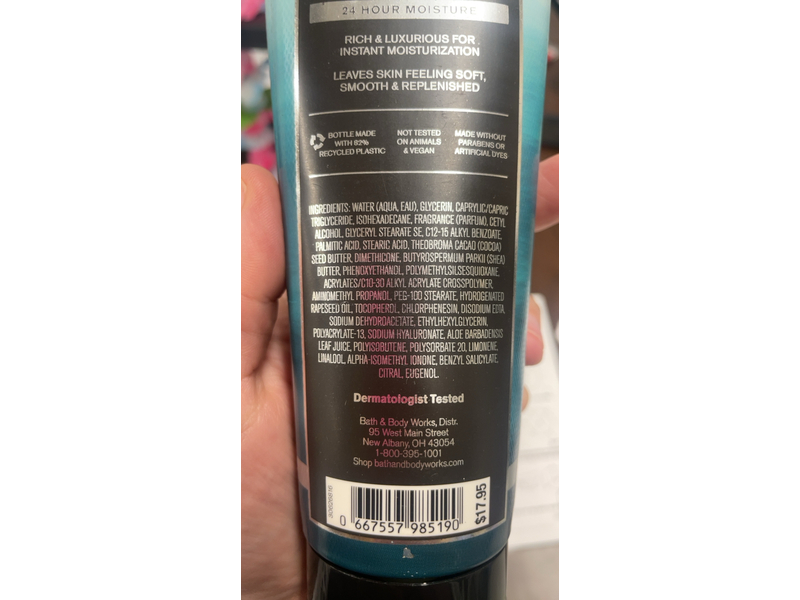 24 HOUR MOISTURE
RICH & LUXURIOUS FOR
INSTANT MOISTURIZATION
LEAVES SKIN FEELING SOFT,
SMOOTH & REPLENISHED
BOTTLE MADE
WITH 82%
RECYCLED PLASTIC
NOT TESTED
ON ANIMALS
& VEGAN
MADE WITHOUT
PARABENS OR
ARTIFICIAL DYES
INGREDIENTS: WATER (AQUA, EAU), GLYCERIN, CAPRYLIC/CAPRIC
TRIGLYCERIDE, ISOHEXADECANE, FRAGRANCE (PARFUM), CETYL
ALCOHOL, GLYCERYL STEARATE SE, C12-15 ALKYL BENZOATE,
PALMITIC ACID, STEARIC ACID, THEOBROMA CACAO (COCOA)
SEED BUTTER, DIMETHICONE, BUTYROSPERMUM PARKII (SHEA)
BUTTER, PHENOXYETHANOL, POLYMETHYLSILSESQUIOXANE,
ACRYLATES/C10-30 ALKYL ACRYLATE CROSSPOLYMER,
AMINOMETHYL PROPANOL, PEG-100 STEARATE, HYDROGENATED
RAPESEED OIL, TOCOPHEROL, CHLORPHENESIN, DISODIUM EDTA,
SODIUM DEHYDROACETATE, ETHYLHEXYLGLYCERIN,
POLYACRYLATE-13, SODIUM HYALURONATE, ALOE BARBADENSIS
LEAF JUICE, POLYISOBUTENE, POLYSORBATE 20, LIMONENE,
LINALOOL, ALPHA-ISOMETHYL IONONE, BENZYL SALICYLATE,
CITRAL, EUGENOL.
Dermatologist Tested
Bath & Body Works, Distr.
95 West Main Street
New Albany, OH 43054
1-800-395-1001
Shop bathandbodyworks.com
0 667557 985190
$17.95